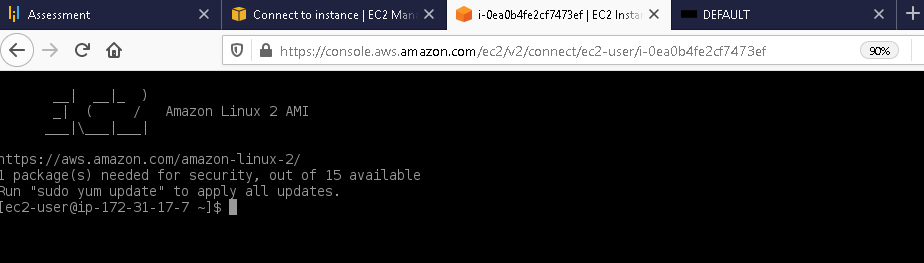 Assessment
Connect to instance | EC2 Man
i-0ea0b4fe2cf7473ef | EC2 Insta
DEFAULT
https://console.aws.amazon.com/ec2/v2/connect/ec2-user/i-0ea0b4fe2cf7473ef
90%
__|  __|_  )
_|  (     /   Amazon Linux 2 AMI
___|\___|___|
https://aws.amazon.com/amazon-linux-2/
1 package(s) needed for security, out of 15 available
Run "sudo yum update" to apply all updates.
[ec2-user@ip-172-31-17-7 ~]$